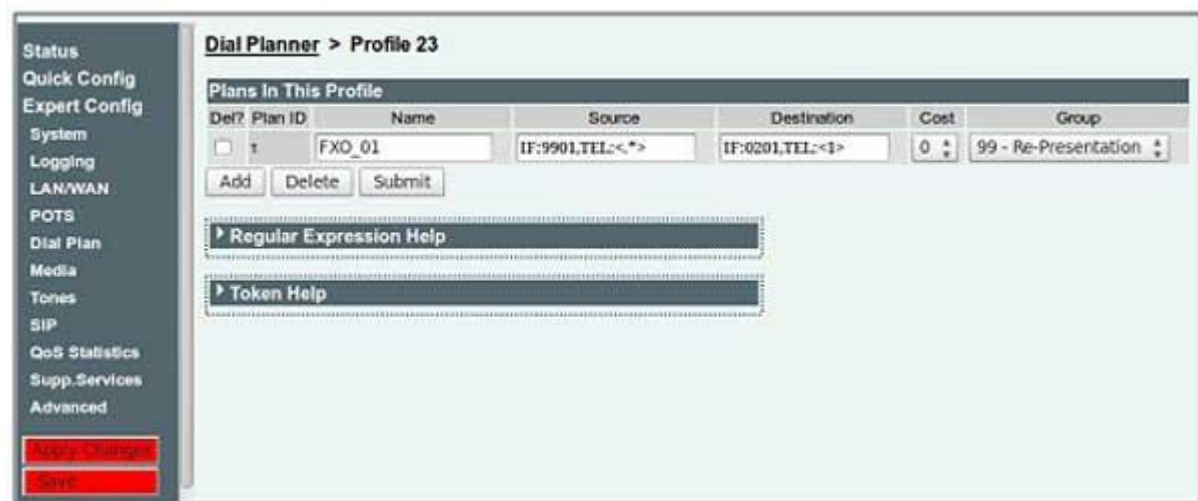 Status
Quick Config
Expert Config
System
Logging
LAN/WAN
POTS
Dial Plan
Media
Tones
SIP
QoS Statistics
Supp.Services
Advanced
Apply Changes
Save
Dial Planner > Profile 23
Plans In This Profile
Del? Plan ID Name Source Destination Cost Group
1 FXO_01 IF:9901,TEL:<.*> IF:0201,TEL:<1> 0 99 - Re-Presentation
Add Delete Submit
Regular Expression Help
Token Help